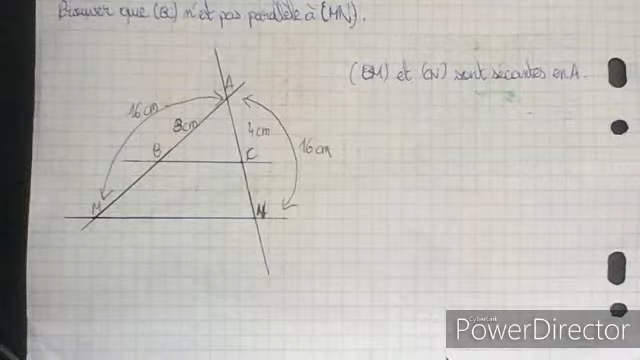 Prouver que (BC) n'est pas parallèle à (MN).
(BM) et (CN) sont sécantes en A.
A
16 cm
8cm
4cm
16 cm
B
C
M
N
CyberLink
PowerDirector